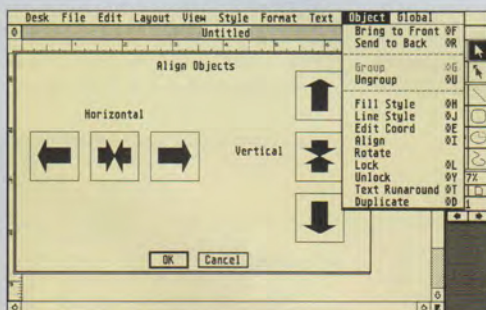 Desk File Edit Layout View Style Format Text Object Global
Untitled
Bring to Front ◊F
Send to Back ◊R
Group ◊G
Ungroup ◊U
Fill Style ◊H
Line Style ◊J
Edit Coord ◊E
Align ◊I
Rotate
Lock ◊L
Unlock ◊Y
Text Runaround ◊T
Duplicate ◊D
Align Objects
Horizontal
Vertical
OK Cancel
7%
1